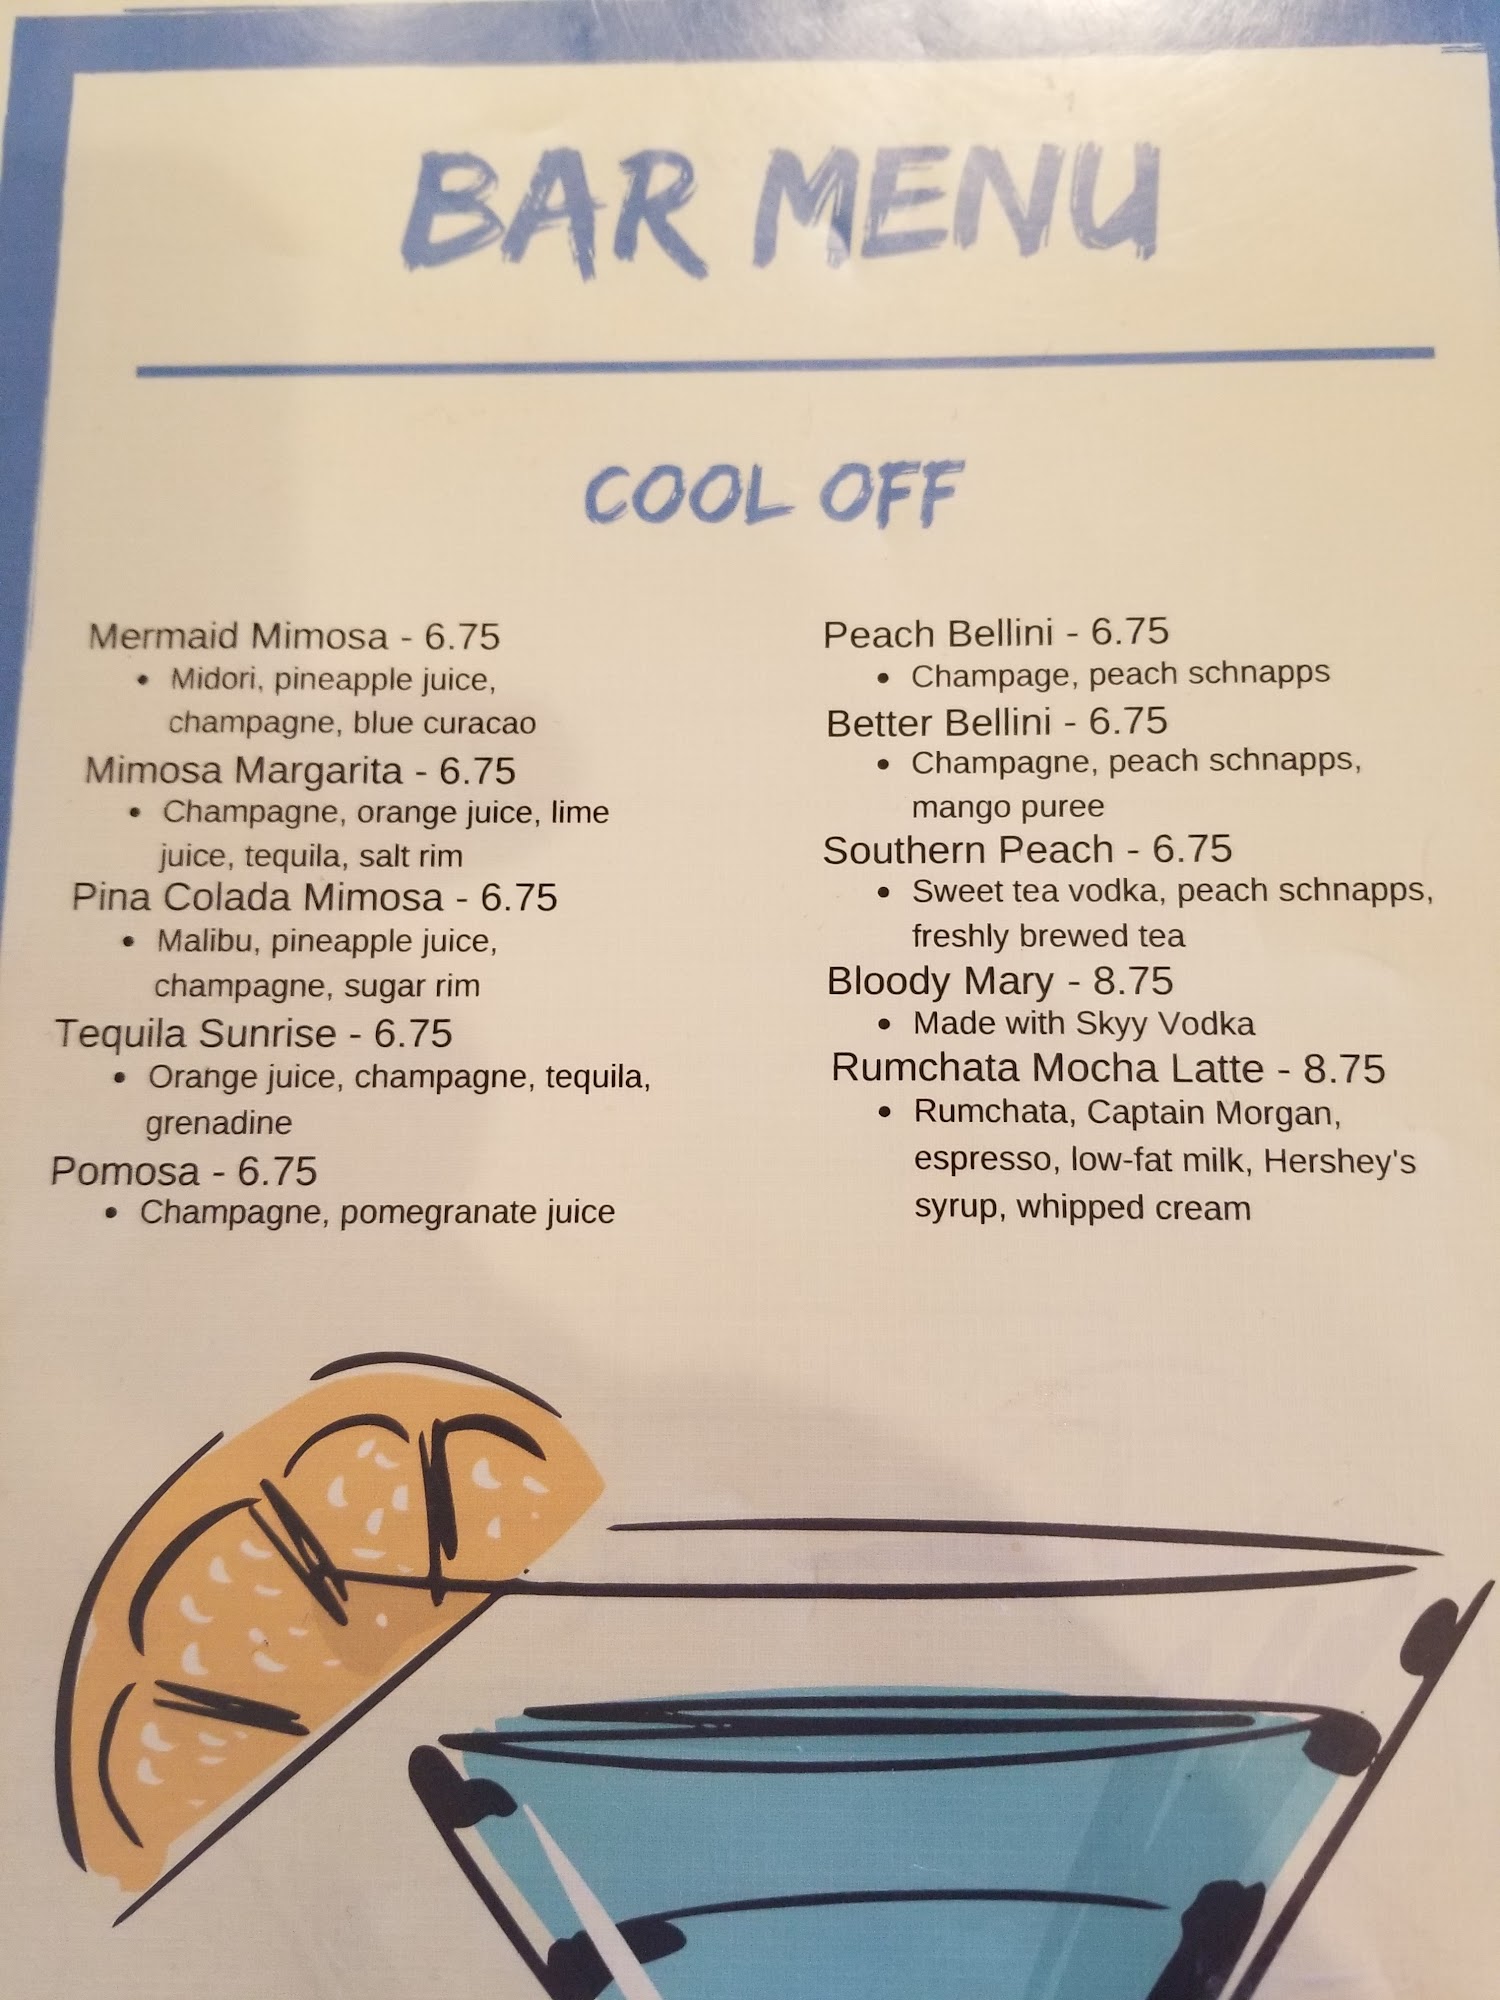 BAR MENU
COOL OFF
Mermaid Mimosa - 6.75
• Midori, pineapple juice,
champagne, blue curacao
Mimosa Margarita - 6.75
• Champagne, orange juice, lime
juice, tequila, salt rim
Pina Colada Mimosa - 6.75
• Malibu, pineapple juice,
champagne, sugar rim
Tequila Sunrise - 6.75
• Orange juice, champagne, tequila,
grenadine
Pomosa - 6.75
• Champagne, pomegranate juice
Peach Bellini - 6.75
• Champage, peach schnapps
Better Bellini - 6.75
• Champagne, peach schnapps,
mango puree
Southern Peach - 6.75
• Sweet tea vodka, peach schnapps,
freshly brewed tea
Bloody Mary - 8.75
• Made with Skyy Vodka
Rumchata Mocha Latte - 8.75
• Rumchata, Captain Morgan,
espresso, low-fat milk, Hershey's
syrup, whipped cream